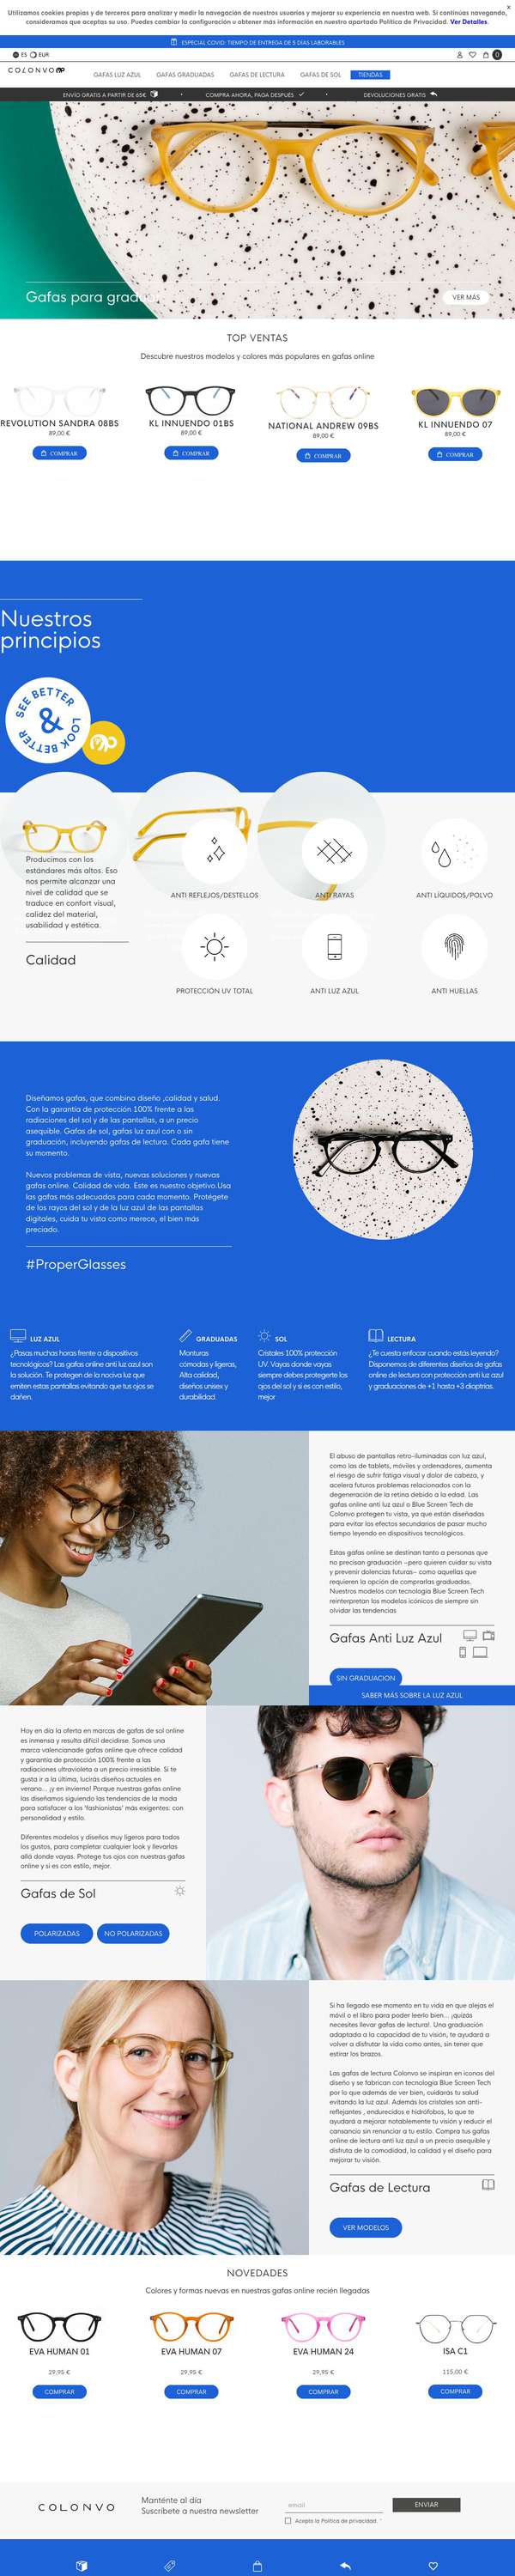 Utilizamos cookies propias y de terceros para analizar y medir la navegación de nuestros usuarios y mejorar su experiencia en nuestra web. Si continúas navegando,
consideramos que aceptas su uso. Puedes cambiar la configuración u obtener más información en nuestro apartado Política de Privacidad. Ver Detalles.
x
ESPECIAL COVID: TIEMPO DE ENTREGA DE 5 DÍAS LABORABLES
ES EUR
0
COLONVO
GAFAS LUZ AZUL GAFAS GRADUADAS GAFAS DE LECTURA GAFAS DE SOL TIENDAS
ENVÍO GRATIS A PARTIR DE 65€ · COMPRA AHORA, PAGA DESPUÉS · DEVOLUCIONES GRATIS
Gafas para gradu
VER MÁS
TOP VENTAS
Descubre nuestros modelos y colores más populares en gafas online
REVOLUTION SANDRA 08BS
89,00 €
COMPRAR
KL INNUENDO 01BS
89,00 €
COMPRAR
NATIONAL ANDREW 09BS
89,00 €
COMPRAR
KL INNUENDO 07
89,00 €
COMPRAR
Nuestros
principios
SEE BETTER
&
LOOK BETTER
Producimos con los
estándares más altos. Eso
nos permite alcanzar una
nivel de calidad que se
traduce en confort visual,
calidez del material,
usabilidad y estética.
Calidad
ANTI REFLEJOS/DESTELLOS
ANTI RAYAS
ANTI LÍQUIDOS/POLVO
PROTECCIÓN UV TOTAL
ANTI LUZ AZUL
ANTI HUELLAS
Diseñamos gafas, que combina diseño ,calidad y salud.
Con la garantía de protección 100% frente a las
radiaciones del sol y de las pantallas, a un precio
asequible. Gafas de sol, gafas luz azul con o sin
graduación, incluyendo gafas de lectura. Cada gafa tiene
su momento.
Nuevos problemas de vista, nuevas soluciones y nuevas
gafas online. Calidad de vida. Este es nuestro objetivo.Usa
las gafas más adecuadas para cada momento. Protégete
de los rayos del sol y de la luz azul de las pantallas
digitales, cuida tu vista como merece, el bien más
preciado.
#ProperGlasses
LUZ AZUL
¿Pasas muchas horas frente a dispositivos
tecnológicos? Las gafas online anti luz azul son
la solución. Te protegen de la nociva luz que
emiten estas pantallas evitando que tus ojos se
dañen.
GRADUADAS
Monturas
cómodas y ligeras,
Alta calidad,
diseños unisex y
durabilidad.
SOL
Cristales 100% protección
UV. Vayas donde vayas
siempre debes protegerte los
ojos del sol y si es con estilo,
mejor
LECTURA
¿Te cuesta enfocar cuando estás leyendo?
Disponemos de diferentes diseños de gafas
online de lectura con protección anti luz azul
y graduaciones de +1 hasta +3 dioptrías.
El abuso de pantallas retro-iluminadas con luz azul,
como las de tablets, móviles y ordenadores, aumenta
el riesgo de sufrir fatiga visual y dolor de cabeza, y
acelera futuros problemas relacionados con la
degeneración de la retina debido a la edad. Las
gafas online anti luz azul o Blue Screen Tech de
Colonvo protegen tu vista, ya que están diseñadas
para evitar los efectos secundarios de pasar mucho
tiempo leyendo en dispositivos tecnológicos.
Estas gafas online se destinan tanto a personas que
no precisan graduación –pero quieren cuidar su vista
y prevenir dolencias futuras– como aquellas que
requieren la opción de comprarlas graduadas.
Nuestros modelos con tecnología Blue Screen Tech
reinterpretan los modelos icónicos de siempre sin
olvidar las tendencias
Gafas Anti Luz Azul
SIN GRADUACION
SABER MÁS SOBRE LA LUZ AZUL
Hoy en día la oferta en marcas de gafas de sol online
es inmensa y resulta difícil decidirse. Somos una
marca valencianade gafas online que ofrece calidad
y garantía de protección 100% frente a las
radiaciones ultravioleta a un precio irresistible. Si te
gusta ir a la última, lucirás diseños actuales en
verano... ¡y en invierno! Porque nuestras gafas online
las diseñamos siguiendo las tendencias de la moda
para satisfacer a los 'fashionistas' más exigentes: con
personalidad y estilo.
Diferentes modelos y diseños muy ligeros para todos
los gustos, para completar cualquier look y llevarlas
allá donde vayas. Protege tus ojos con nuestras gafas
online y si es con estilo, mejor.
Gafas de Sol
POLARIZADAS NO POLARIZADAS
Si ha llegado ese momento en tu vida en que alejas el
móvil o el libro para poder leerlo bien... ¡quizás
necesites llevar gafas de lectura!. Una graduación
adaptada a la capacidad de tu visión, te ayudará a
volver a disfrutar la vida como antes, sin tener que
estirar los brazos.
Las gafas de lectura Colonvo se inspiran en iconos del
diseño y se fabrican con tecnología Blue Screen Tech
por lo que además de ver bien, cuidarás tu salud
evitando la luz azul. Además los cristales son anti-
reflejantes , endurecidos e hidrófobos, lo que te
ayudará a mejorar notablemente tu visión y reducir el
cansancio sin renunciar a tu estilo. Compra tus gafas
online de lectura anti luz azul a un precio asequible y
disfruta de la comodidad, la calidad y el diseño para
mejorar tu visión.
Gafas de Lectura
VER MODELOS
NOVEDADES
Colores y formas nuevas en nuestras gafas online recién llegadas
EVA HUMAN 01
29,95 €
COMPRAR
EVA HUMAN 07
29,95 €
COMPRAR
EVA HUMAN 24
29,95 €
COMPRAR
ISA C1
115,00 €
COMPRAR
COLONVO
Mantente al día
Suscríbete a nuestra newsletter
email
ENVIAR
Acepto la Política de privacidad. *